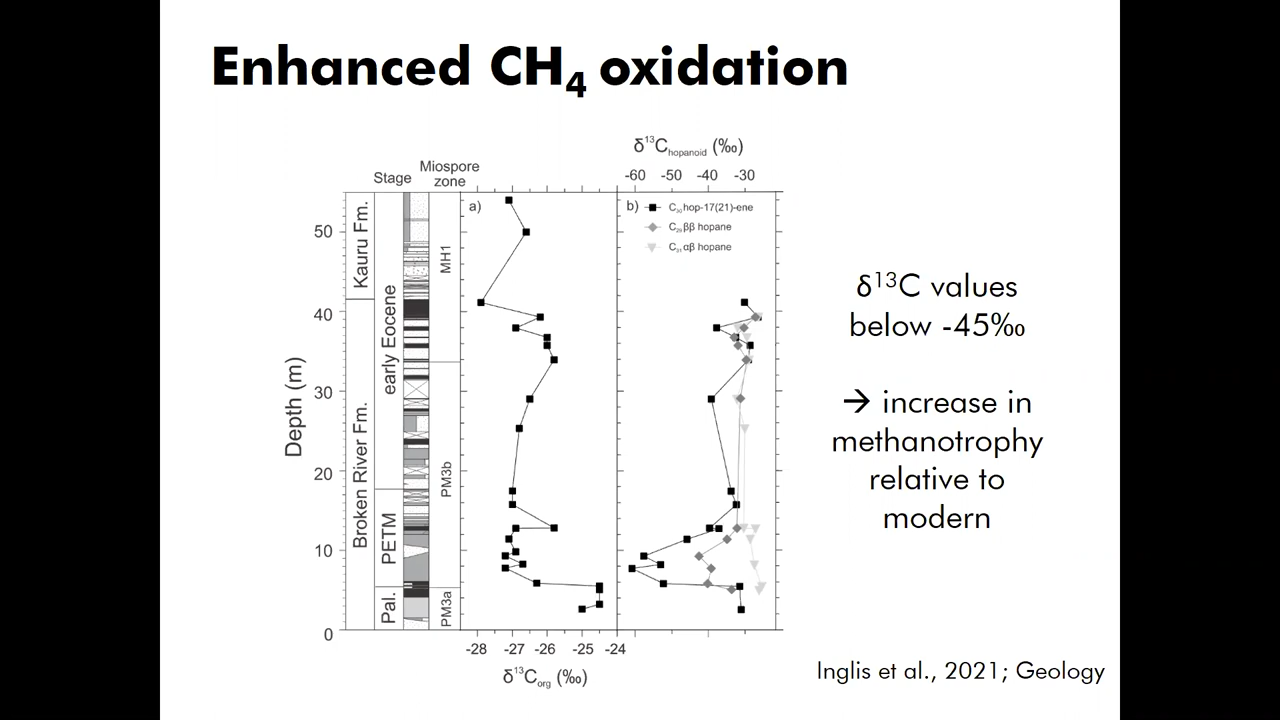 Enhanced CH₄ oxidation
δ¹³C_hopanoid (‰)
-60 -50 -40 -30
Stage
Miospore
zone
a)
b)
C₃₀ hop-17(21)-ene
C₂₉ ββ hopane
C₃₁ αβ hopane
Depth (m)
50
40
30
20
10
0
Kauru Fm.
Broken River Fm.
early Eocene
PETM
Pal.
MH1
PM3b
PM3a
-28 -27 -26 -25 -24
δ¹³C_org (‰)
δ¹³C values
below -45‰
→ increase in
methanotrophy
relative to
modern
Inglis et al., 2021; Geology